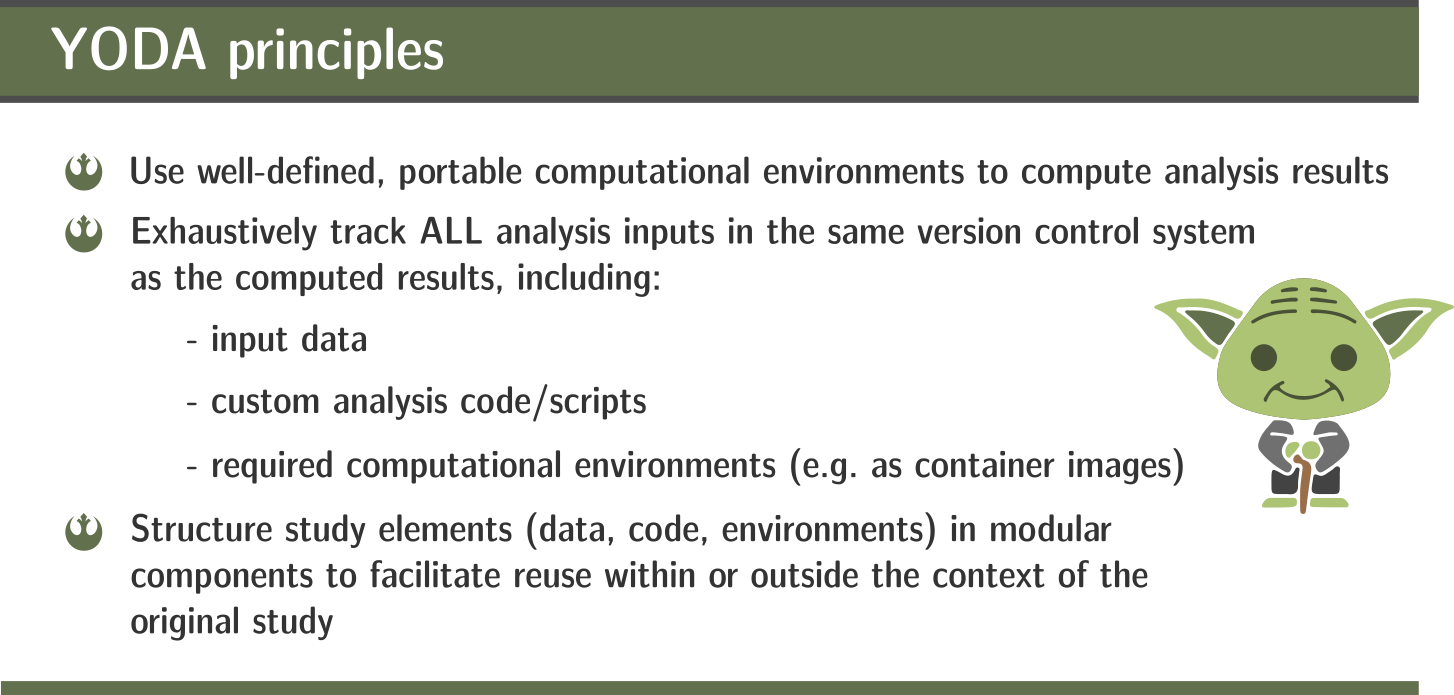 YODA principles
Use well-defined, portable computational environments to compute analysis results
Exhaustively track ALL analysis inputs in the same version control system
as the computed results, including:
- input data
- custom analysis code/scripts
- required computational environments (e.g. as container images)
Structure study elements (data, code, environments) in modular
components to facilitate reuse within or outside the context of the
original study